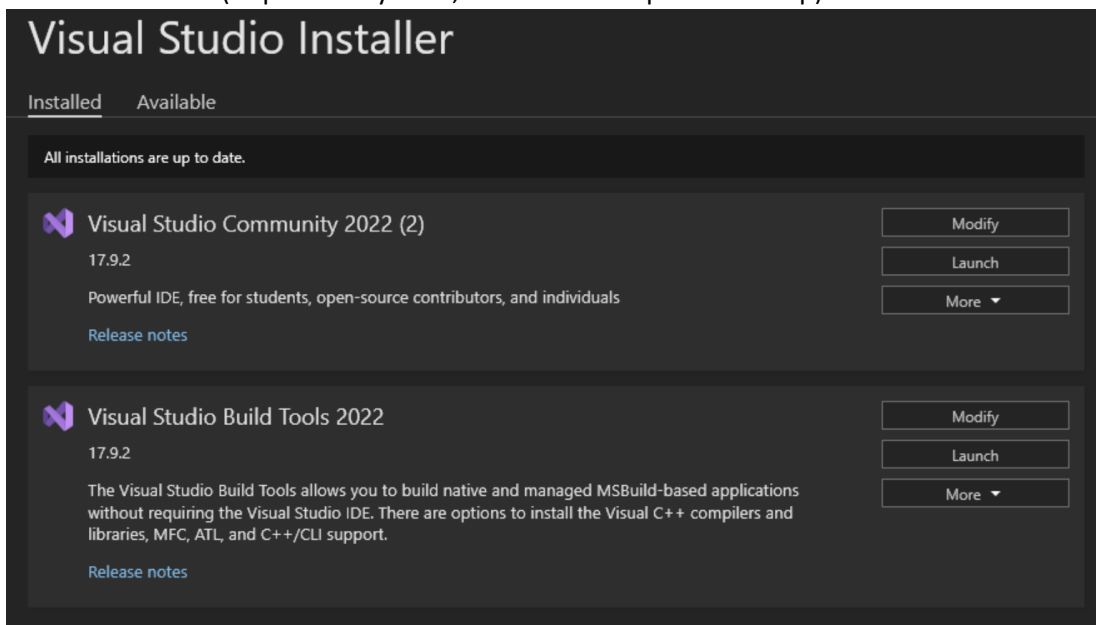 Visual Studio Installer
Installed Available
All installations are up to date.
Visual Studio Community 2022 (2)
Modify
17.9.2
Launch
Powerful IDE, free for students, open-source contributors, and individuals
More
Release notes
Visual Studio Build Tools 2022
Modify
17.9.2
Launch
The Visual Studio Build Tools allows you to build native and managed MSBuild-based applications
More
without requiring the Visual Studio IDE. There are options to install the Visual C++ compilers and
libraries, MFC, ATL, and C++/CLI support.
Release notes